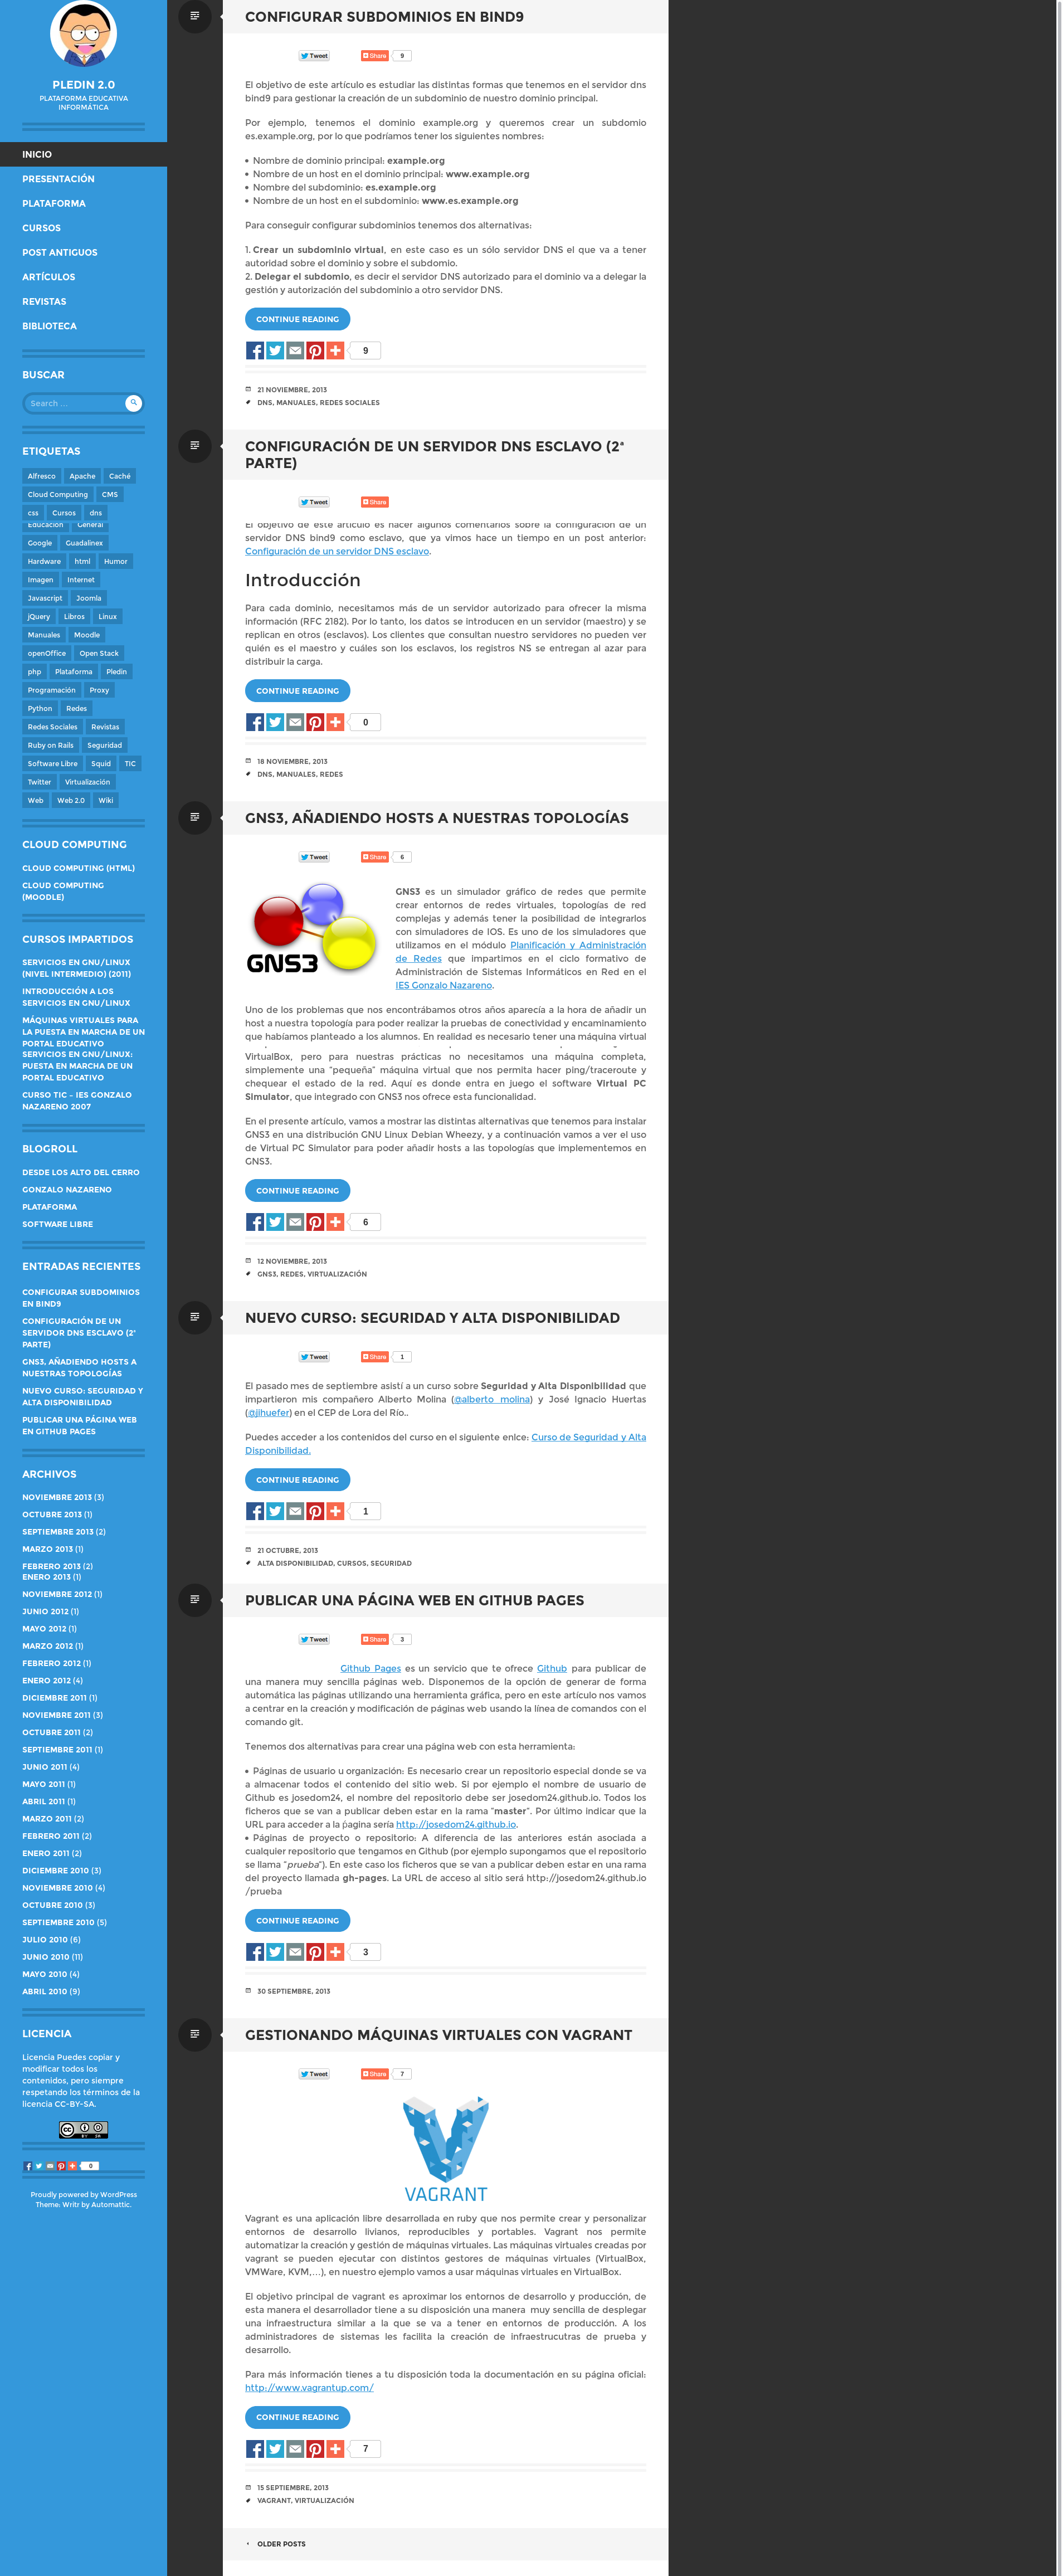 PLEDIN 2.0
PLATAFORMA EDUCATIVA
INFORMÁTICA
INICIO
PRESENTACIÓN
PLATAFORMA
CURSOS
POST ANTIGUOS
ARTÍCULOS
REVISTAS
BIBLIOTECA
BUSCAR
Search …
ETIQUETAS
Alfresco Apache Caché
Cloud Computing CMS
css Cursos dns
Educación General
Google Guadalinex
Hardware html Humor
Imagen Internet
Javascript Joomla
jQuery Libros Linux
Manuales Moodle
openOffice Open Stack
php Plataforma Pledin
Programación Proxy
Python Redes
Redes Sociales Revistas
Ruby on Rails Seguridad
Software Libre Squid TIC
Twitter Virtualización
Web Web 2.0 Wiki
CLOUD COMPUTING
CLOUD COMPUTING (HTML)
CLOUD COMPUTING
(MOODLE)
CURSOS IMPARTIDOS
SERVICIOS EN GNU/LINUX
(NIVEL INTERMEDIO) (2011)
INTRODUCCIÓN A LOS
SERVICIOS EN GNU/LINUX
MÁQUINAS VIRTUALES PARA
LA PUESTA EN MARCHA DE UN
PORTAL EDUCATIVO
SERVICIOS EN GNU/LINUX:
PUESTA EN MARCHA DE UN
PORTAL EDUCATIVO
CURSO TIC – IES GONZALO
NAZARENO 2007
BLOGROLL
DESDE LOS ALTO DEL CERRO
GONZALO NAZARENO
PLATAFORMA
SOFTWARE LIBRE
ENTRADAS RECIENTES
CONFIGURAR SUBDOMINIOS
EN BIND9
CONFIGURACIÓN DE UN
SERVIDOR DNS ESCLAVO (2ª
PARTE)
GNS3, AÑADIENDO HOSTS A
NUESTRAS TOPOLOGÍAS
NUEVO CURSO: SEGURIDAD Y
ALTA DISPONIBILIDAD
PUBLICAR UNA PÁGINA WEB
EN GITHUB PAGES
ARCHIVOS
NOVIEMBRE 2013 (3)
OCTUBRE 2013 (1)
SEPTIEMBRE 2013 (2)
MARZO 2013 (1)
FEBRERO 2013 (2)
ENERO 2013 (1)
NOVIEMBRE 2012 (1)
JUNIO 2012 (1)
MAYO 2012 (1)
MARZO 2012 (1)
FEBRERO 2012 (1)
ENERO 2012 (4)
DICIEMBRE 2011 (1)
NOVIEMBRE 2011 (3)
OCTUBRE 2011 (2)
SEPTIEMBRE 2011 (1)
JUNIO 2011 (4)
MAYO 2011 (1)
ABRIL 2011 (1)
MARZO 2011 (2)
FEBRERO 2011 (2)
ENERO 2011 (2)
DICIEMBRE 2010 (3)
NOVIEMBRE 2010 (4)
OCTUBRE 2010 (3)
SEPTIEMBRE 2010 (5)
JULIO 2010 (6)
JUNIO 2010 (11)
MAYO 2010 (4)
ABRIL 2010 (9)
LICENCIA
Licencia Puedes copiar y
modificar todos los
contenidos, pero siempre
respetando los términos de la
licencia CC-BY-SA.
CC BY SA
0
Proudly powered by WordPress
Theme: Writr by Automattic.
CONFIGURAR SUBDOMINIOS EN BIND9
Tweet Share 9
El objetivo de este artículo es estudiar las distintas formas que tenemos en el servidor dns
bind9 para gestionar la creación de un subdominio de nuestro dominio principal.
Por ejemplo, tenemos el dominio example.org y queremos crear un subdomio
es.example.org, por lo que podríamos tener los siguientes nombres:
• Nombre de dominio principal: example.org
• Nombre de un host en el dominio principal: www.example.org
• Nombre del subdominio: es.example.org
• Nombre de un host en el subdominio: www.es.example.org
Para conseguir configurar subdominios tenemos dos alternativas:
1. Crear un subdominio virtual, en este caso es un sólo servidor DNS el que va a tener
autoridad sobre el dominio y sobre el subdomio.
2. Delegar el subdomio, es decir el servidor DNS autorizado para el dominio va a delegar la
gestión y autorización del subdominio a otro servidor DNS.
CONTINUE READING
9
21 NOVIEMBRE, 2013
DNS, MANUALES, REDES SOCIALES
CONFIGURACIÓN DE UN SERVIDOR DNS ESCLAVO (2ª
PARTE)
Tweet Share
El objetivo de este artículo es hacer algunos comentarios sobre la configuración de un
servidor DNS bind9 como esclavo, que ya vimos hace un tiempo en un post anterior:
Configuración de un servidor DNS esclavo.
Introducción
Para cada dominio, necesitamos más de un servidor autorizado para ofrecer la misma
información (RFC 2182). Por lo tanto, los datos se introducen en un servidor (maestro) y se
replican en otros (esclavos). Los clientes que consultan nuestro servidores no pueden ver
quién es el maestro y cuáles son los esclavos, los registros NS se entregan al azar para
distribuir la carga.
CONTINUE READING
0
18 NOVIEMBRE, 2013
DNS, MANUALES, REDES
GNS3, AÑADIENDO HOSTS A NUESTRAS TOPOLOGÍAS
Tweet Share 6
GNS3
GNS3 es un simulador gráfico de redes que permite
crear entornos de redes virtuales, topologías de red
complejas y además tener la posibilidad de integrarlos
con simuladores de IOS. Es uno de los simuladores que
utilizamos en el módulo Planificación y Administración
de Redes que impartimos en el ciclo formativo de
Administración de Sistemas Informáticos en Red en el
IES Gonzalo Nazareno.
Uno de los problemas que nos encontrábamos otros años aparecía a la hora de añadir un
host a nuestra topología para poder realizar la pruebas de conectividad y encaminamiento
que habíamos planteado a los alumnos. En realidad es necesario tener una máquina virtual
VirtualBox, pero para nuestras prácticas no necesitamos una máquina completa,
simplemente una "pequeña" máquina virtual que nos permita hacer ping/traceroute y
chequear el estado de la red. Aquí es donde entra en juego el software Virtual PC
Simulator, que integrado con GNS3 nos ofrece esta funcionalidad.
En el presente artículo, vamos a mostrar las distintas alternativas que tenemos para instalar
GNS3 en una distribución GNU Linux Debian Wheezy, y a continuación vamos a ver el uso
de Virtual PC Simulator para poder añadir hosts a las topologías que implementemos en
GNS3.
CONTINUE READING
6
12 NOVIEMBRE, 2013
GNS3, REDES, VIRTUALIZACIÓN
NUEVO CURSO: SEGURIDAD Y ALTA DISPONIBILIDAD
Tweet Share 1
El pasado mes de septiembre asistí a un curso sobre Seguridad y Alta Disponibilidad que
impartieron mis compañero Alberto Molina (@alberto_molina) y José Ignacio Huertas
(@jihuefer) en el CEP de Lora del Río..
Puedes acceder a los contenidos del curso en el siguiente enlce: Curso de Seguridad y Alta
Disponibilidad.
CONTINUE READING
1
21 OCTUBRE, 2013
ALTA DISPONIBILIDAD, CURSOS, SEGURIDAD
PUBLICAR UNA PÁGINA WEB EN GITHUB PAGES
Tweet Share 3
Github Pages es un servicio que te ofrece Github para publicar de
una manera muy sencilla páginas web. Disponemos de la opción de generar de forma
automática las páginas utilizando una herramienta gráfica, pero en este artículo nos vamos
a centrar en la creación y modificación de páginas web usando la línea de comandos con el
comando git.
Tenemos dos alternativas para crear una página web con esta herramienta:
• Páginas de usuario u organización: Es necesario crear un repositorio especial donde se va
a almacenar todos el contenido del sitio web. Si por ejemplo el nombre de usuario de
Github es josedom24, el nombre del repositorio debe ser josedom24.github.io. Todos los
ficheros que se van a publicar deben estar en la rama "master". Por último indicar que la
URL para acceder a la ṕagina sería http://josedom24.github.io.
• Páginas de proyecto o repositorio: A diferencia de las anteriores están asociada a
cualquier repositorio que tengamos en Github (por ejemplo supongamos que el repositorio
se llama "prueba"). En este caso los ficheros que se van a publicar deben estar en una rama
del proyecto llamada gh-pages. La URL de acceso al sitio será http://josedom24.github.io
/prueba
CONTINUE READING
3
30 SEPTIEMBRE, 2013
GESTIONANDO MÁQUINAS VIRTUALES CON VAGRANT
Tweet Share 7
VAGRANT
Vagrant es una aplicación libre desarrollada en ruby que nos permite crear y personalizar
entornos de desarrollo livianos, reproducibles y portables. Vagrant nos permite
automatizar la creación y gestión de máquinas virtuales. Las máquinas virtuales creadas por
vagrant se pueden ejecutar con distintos gestores de máquinas virtuales (VirtualBox,
VMWare, KVM,…), en nuestro ejemplo vamos a usar máquinas virtuales en VirtualBox.
El objetivo principal de vagrant es aproximar los entornos de desarrollo y producción, de
esta manera el desarrollador tiene a su disposición una manera muy sencilla de desplegar
una infraestructura similar a la que se va a tener en entornos de producción. A los
administradores de sistemas les facilita la creación de infraestrucutras de prueba y
desarrollo.
Para más información tienes a tu disposición toda la documentación en su página oficial:
http://www.vagrantup.com/
CONTINUE READING
7
15 SEPTIEMBRE, 2013
VAGRANT, VIRTUALIZACIÓN
OLDER POSTS